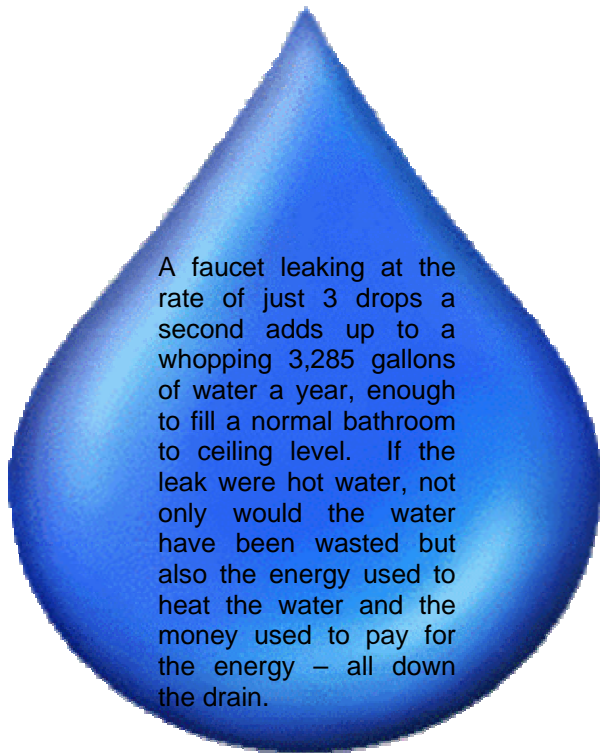 A faucet leaking at the
rate of just 3 drops a
second adds up to a
whopping 3,285 gallons
of water a year, enough
to fill a normal bathroom
to ceiling level. If the
leak were hot water, not
only would the water
have been wasted but
also the energy used to
heat the water and the
money used to pay for
the energy – all down
the drain.